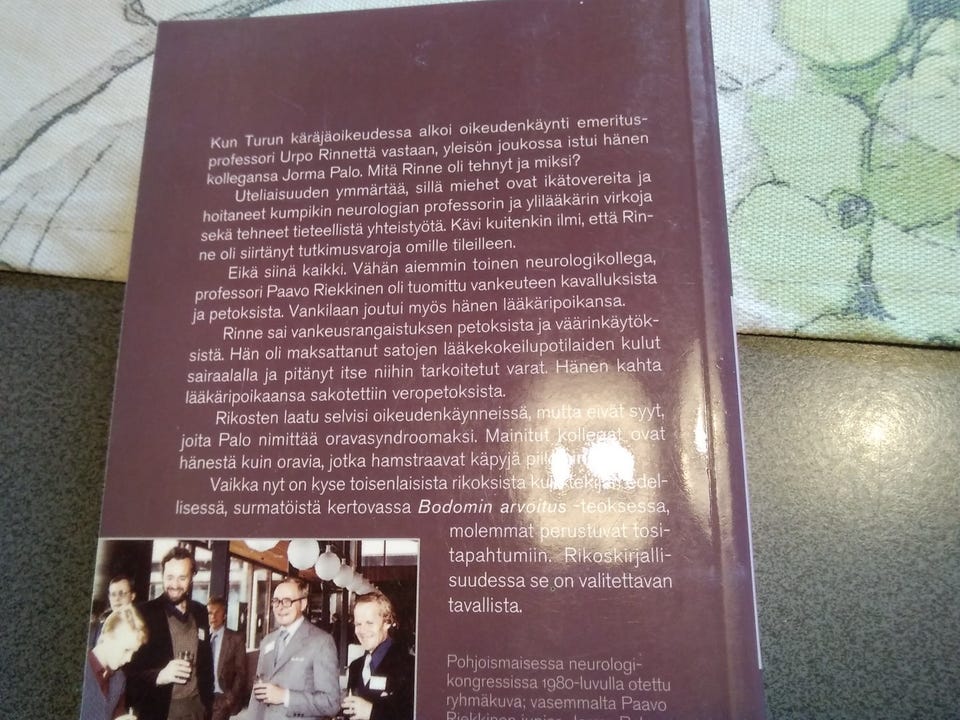 Kun Turun käräjäoikeudessa alkoi oikeudenkäynti emeritus-
professori Urpo Rinnettä vastaan, yleisön joukossa istui hänen
kollegansa Jorma Palo. Mitä Rinne oli tehnyt ja miksi?
Uteliaisuuden ymmärtää, sillä miehet ovat ikätovereita ja
hoitaneet kumpikin neurologian professorin ja ylilääkärin virkoja
sekä tehneet tieteellistä yhteistyötä. Kävi kuitenkin ilmi, että Rin-
ne oli siirtänyt tutkimusvaroja omille tileilleen.
Eikä siinä kaikki. Vähän aiemmin toinen neurologikollega,
professori Paavo Riekkinen oli tuomittu vankeuteen kavalluksista
ja petoksista. Vankilaan joutui myös hänen lääkäripoikansa.
Rinne sai vankeusrangaistuksen petoksista ja väärinkäytök-
sistä. Hän oli maksattanut satojen lääkekokeilupotilaiden kulut
sairaalalla ja pitänyt itse niihin tarkoitetut varat. Hänen kahta
lääkäripoikaansa sakotettiin veropetoksista.
Rikosten laatu selvisi oikeudenkäynneissä, mutta eivät syyt,
joita Palo nimittää oravasyndroomaksi. Mainitut kollegat ovat
hänestä kuin oravia, jotka hamstraavat käpyjä
Vaikka nyt on kyse toisenlaisista rikoksista kuin tekijän edel-
lisessä, surmatöistä kertovassa Bodomin arvoitus -teoksessa,
molemmat perustuvat tosi-
tapahtumiin. Rikoskirjalli-
suudessa se on valitettavan
tavallista.
Pohjoismaisessa neurologi-
kongressissa 1980-luvulla otettu
ryhmäkuva; vasemmalta Paavo
Riekkinen